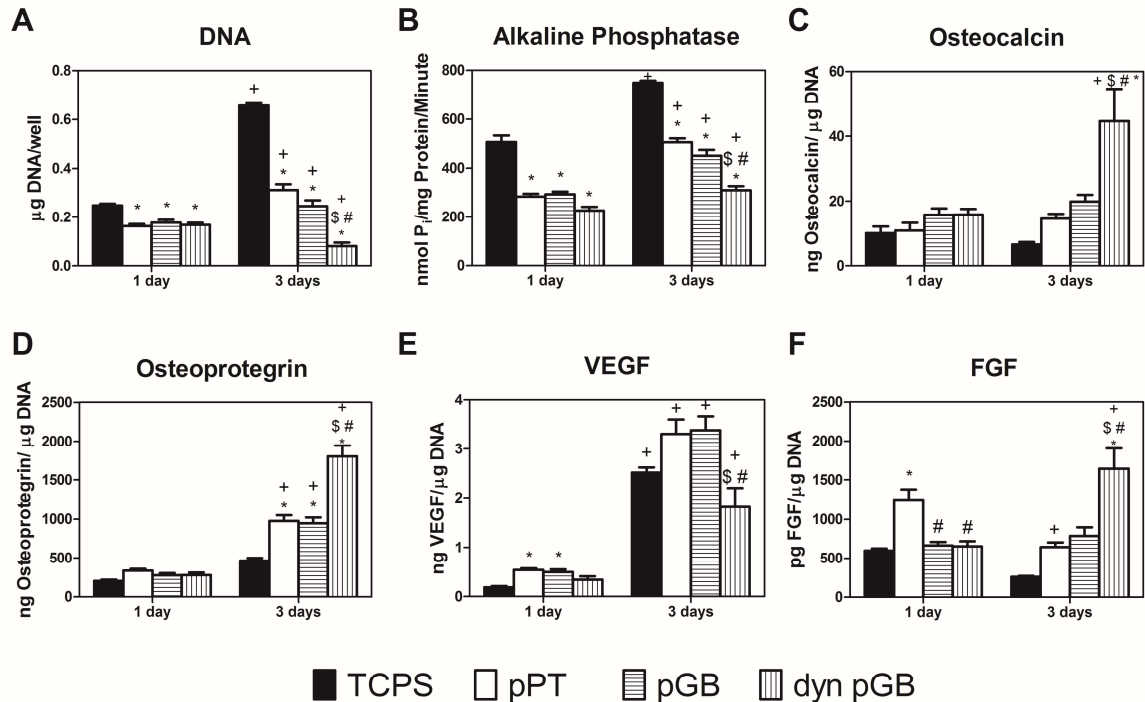 A
DNA
μg DNA/well
0.8
0.6
0.4
0.2
0.0
+
* * *
+
*
+
*
+
$ #
*
1 day
3 days
B
Alkaline Phosphatase
nmol Pi/mg Protein/Minute
800
600
400
200
0
+
* * *
+
*
+
*
+
$ #
*
1 day
3 days
C
Osteocalcin
ng Osteocalcin/ μg DNA
60
40
20
0
+ $ # *
1 day
3 days
D
Osteoprotegrin
ng Osteoprotegrin/ μg DNA
2500
2000
1500
1000
500
0
+
*
+
*
+
$ #
*
1 day
3 days
E
VEGF
ng VEGF/μg DNA
4
3
2
1
0
* *
+
+
+
+
$ #
1 day
3 days
F
FGF
pg FGF/μg DNA
2500
2000
1500
1000
500
0
*
# #
+
+
$ #
*
1 day
3 days
TCPS
pPT
pGB
dyn pGB